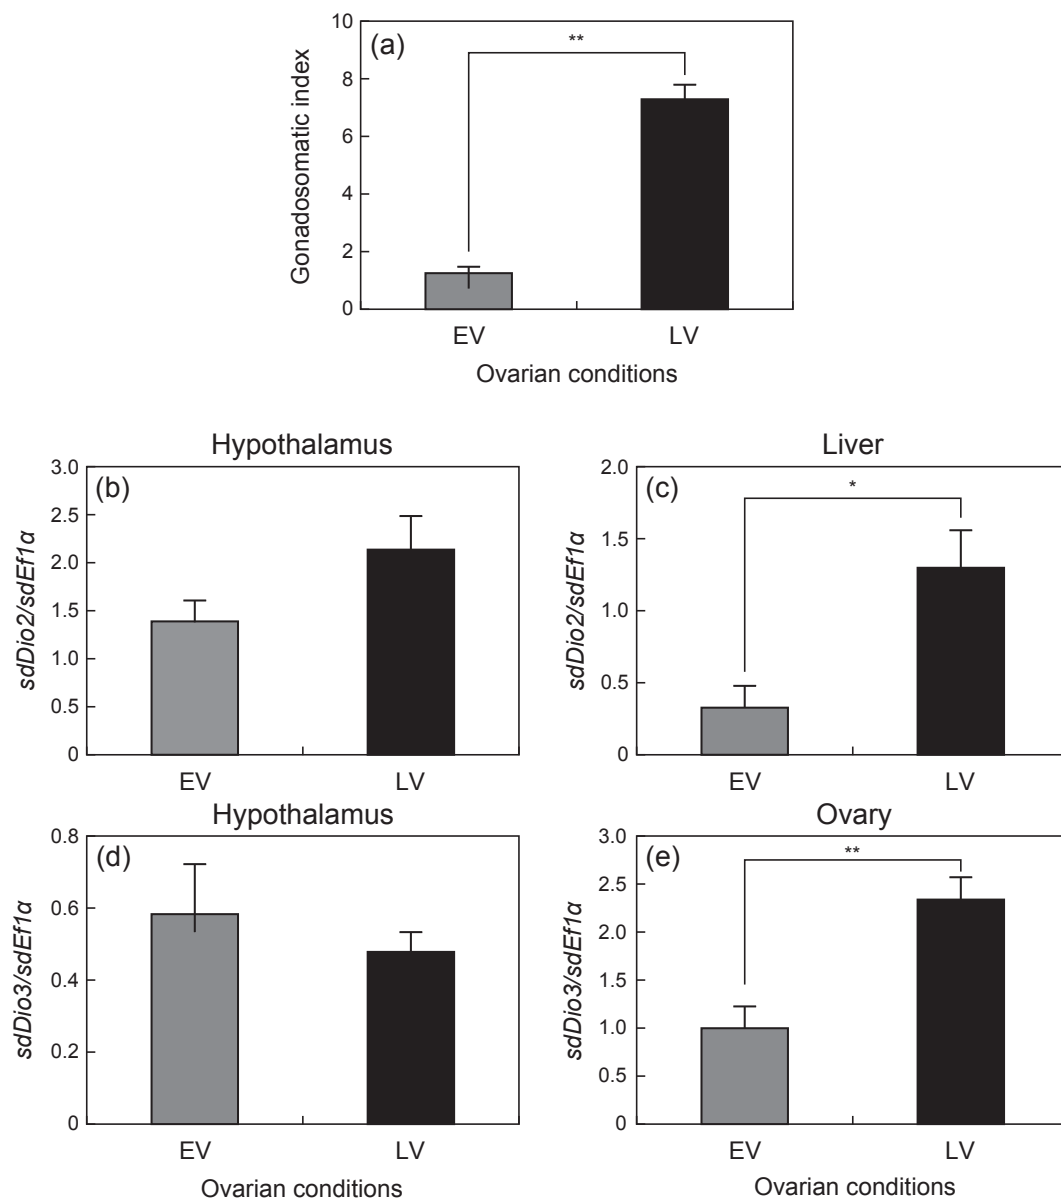 10
8
6
4
2
0
Gonadosomatic index
(a)
**
EV
LV
Ovarian conditions
Hypothalamus
3.0
2.5
2.0
1.5
1.0
0.5
0
sdDio2/sdEf1α
(b)
EV
LV
Liver
2.0
1.5
1.0
0.5
0
sdDio2/sdEf1α
(c)
*
EV
LV
Hypothalamus
0.8
0.6
0.4
0.2
0
sdDio3/sdEf1α
(d)
EV
LV
Ovarian conditions
Ovary
3.0
2.5
2.0
1.5
1.0
0.5
0
sdDio3/sdEf1α
(e)
**
EV
LV
Ovarian conditions